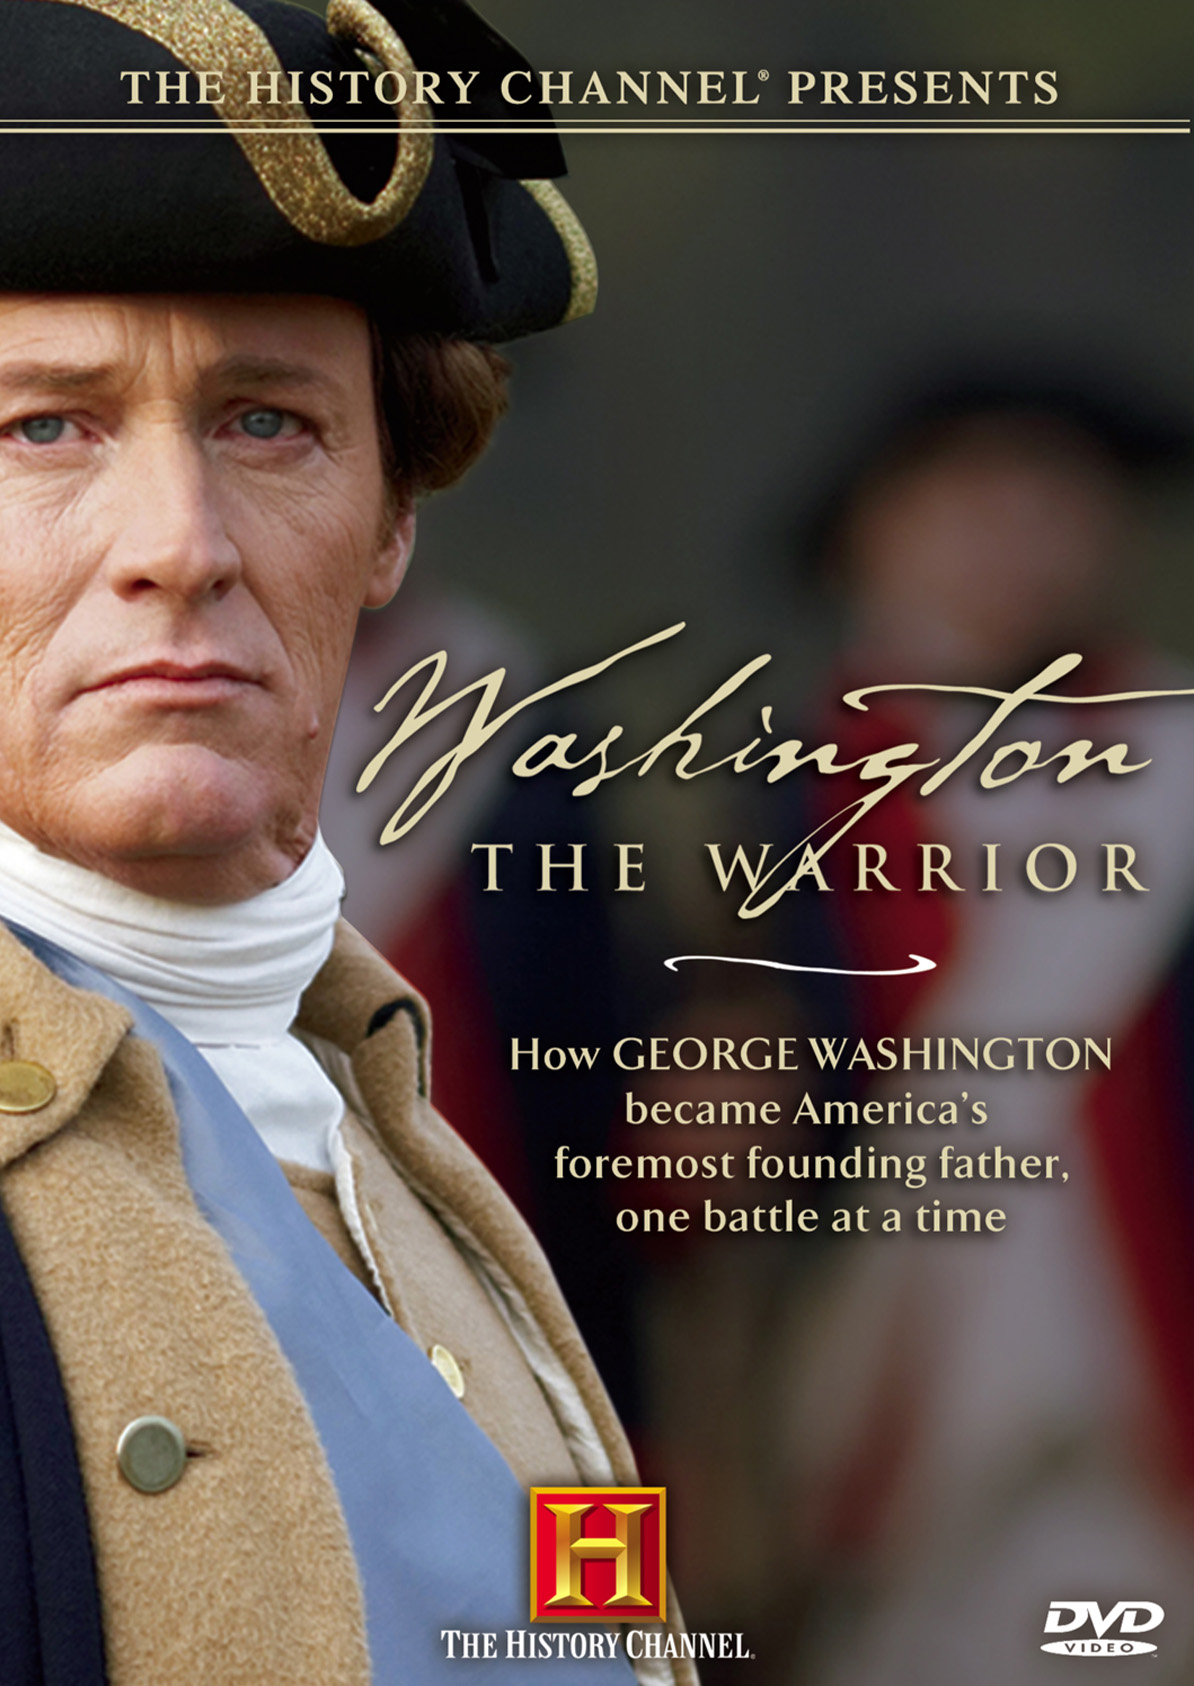 THE HISTORY CHANNEL® PRESENTS
Washington
THE WARRIOR
How GEORGE WASHINGTON
became America's
foremost founding father,
one battle at a time
H
THE HISTORY CHANNEL.
DVD
VIDEO